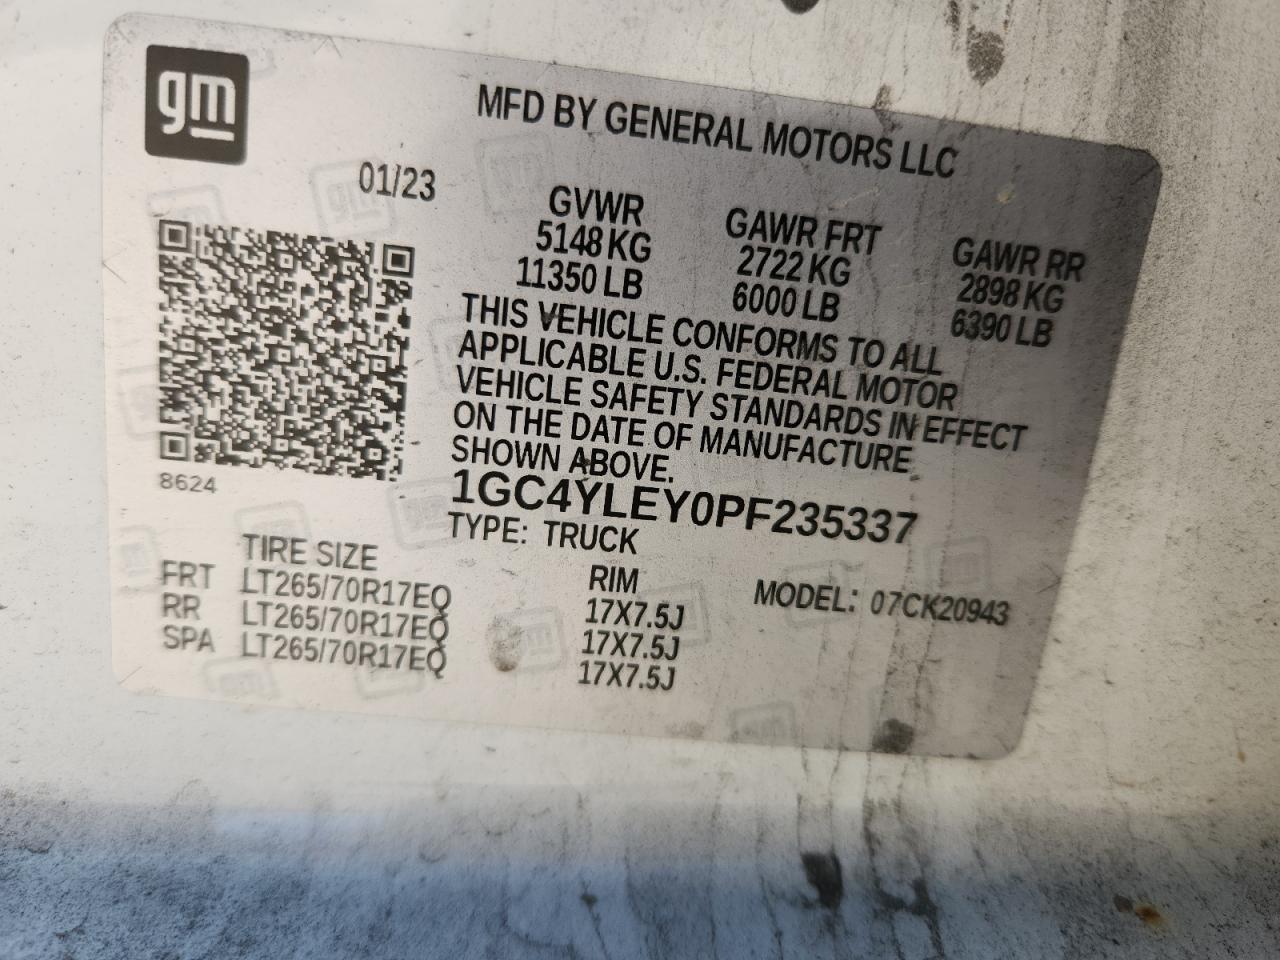 gm
MFD BY GENERAL MOTORS LLC
01/23
GVWR GAWR FRT GAWR RR
5148 KG 2722 KG 2898 KG
11350 LB 6000 LB 6390 LB
THIS VEHICLE CONFORMS TO ALL
APPLICABLE U.S. FEDERAL MOTOR
VEHICLE SAFETY STANDARDS IN EFFECT
ON THE DATE OF MANUFACTURE
SHOWN ABOVE.
8624
1GC4YLEY0PF235337
TYPE: TRUCK
TIRE SIZE RIM MODEL: 07CK20943
FRT LT265/70R17EQ 17X7.5J
RR LT265/70R17EQ 17X7.5J
SPA LT265/70R17EQ 17X7.5J